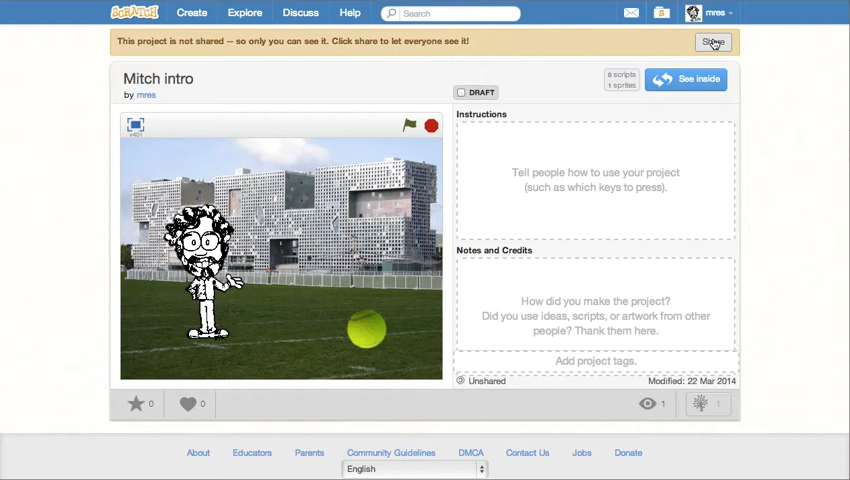 SCRATCH
Create
Explore
Discuss
Help
Search
mres
This project is not shared -- so only you can see it. Click share to let everyone see it!
Mitch intro
by mres
0 scripts
1 sprites
See inside
DRAFT
v401
Instructions
Tell people how to use your project
(such as which keys to press).
Notes and Credits
How did you make the project?
Did you use ideas, scripts, or artwork from other
people? Thank them here.
Add project tags.
Unshared
Modified: 22 Mar 2014
0
0
1
1
About
Educators
Parents
Community Guidelines
DMCA
Contact Us
Jobs
Donate
English